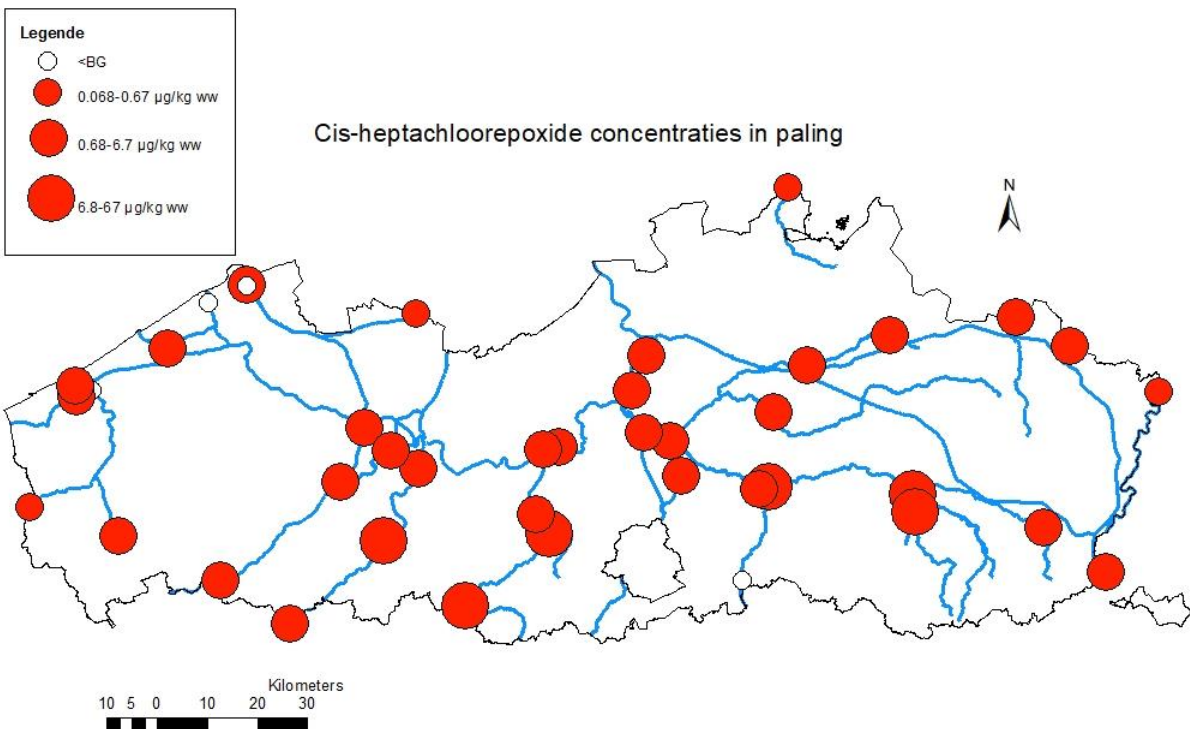 Legende
<BG
0.068-0.67 µg/kg ww
0.68-6.7 µg/kg ww
6.8-67 µg/kg ww
Cis-heptachloorepoxide concentraties in paling
N
Kilometers
10 5 0 10 20 30